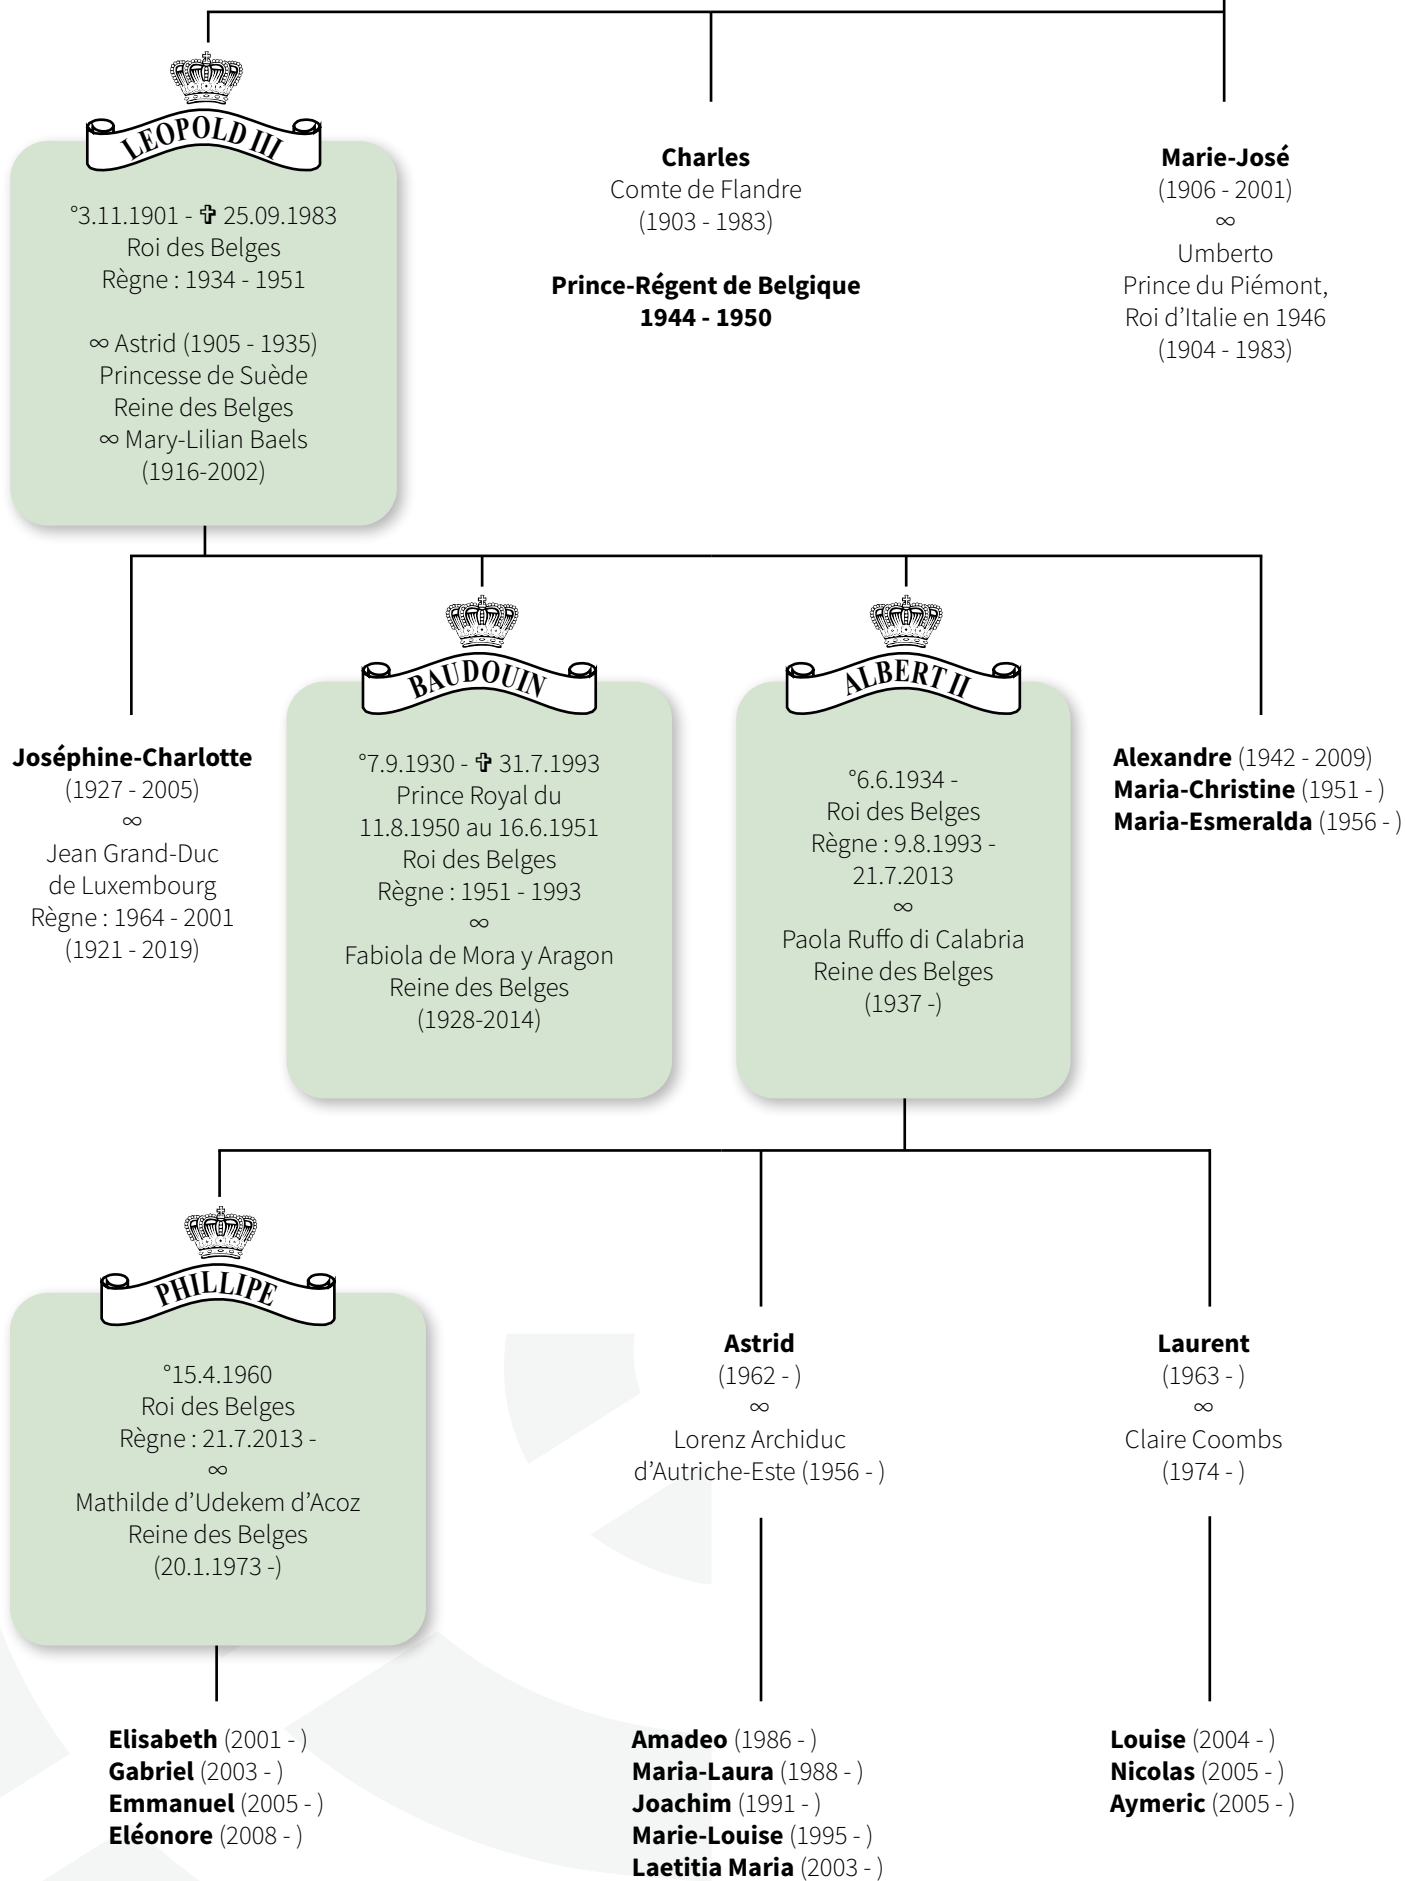 LEOPOLD III
°3.11.1901 - ✞ 25.09.1983
Roi des Belges
Règne : 1934 - 1951
∞ Astrid (1905 - 1935)
Princesse de Suède
Reine des Belges
∞ Mary-Lilian Baels
(1916-2002)
Charles
Comte de Flandre
(1903 - 1983)
Prince-Régent de Belgique
1944 - 1950
Marie-José
(1906 - 2001)
∞
Umberto
Prince du Piémont,
Roi d’Italie en 1946
(1904 - 1983)
Joséphine-Charlotte
(1927 - 2005)
∞
Jean Grand-Duc
de Luxembourg
Règne : 1964 - 2001
(1921 - 2019)
BAUDOUIN
°7.9.1930 - ✞ 31.7.1993
Prince Royal du
11.8.1950 au 16.6.1951
Roi des Belges
Règne : 1951 - 1993
∞
Fabiola de Mora y Aragon
Reine des Belges
(1928-2014)
ALBERT II
°6.6.1934 -
Roi des Belges
Règne : 9.8.1993 -
21.7.2013
∞
Paola Ruffo di Calabria
Reine des Belges
(1937 -)
Alexandre (1942 - 2009)
Maria-Christine (1951 - )
Maria-Esmeralda (1956 - )
PHILLIPE
°15.4.1960
Roi des Belges
Règne : 21.7.2013 -
∞
Mathilde d’Udekem d’Acoz
Reine des Belges
(20.1.1973 -)
Astrid
(1962 - )
∞
Lorenz Archiduc
d’Autriche-Este (1956 - )
Laurent
(1963 - )
∞
Claire Coombs
(1974 - )
Elisabeth (2001 - )
Gabriel (2003 - )
Emmanuel (2005 - )
Eléonore (2008 - )
Amadeo (1986 - )
Maria-Laura (1988 - )
Joachim (1991 - )
Marie-Louise (1995 - )
Laetitia Maria (2003 - )
Louise (2004 - )
Nicolas (2005 - )
Aymeric (2005 - )